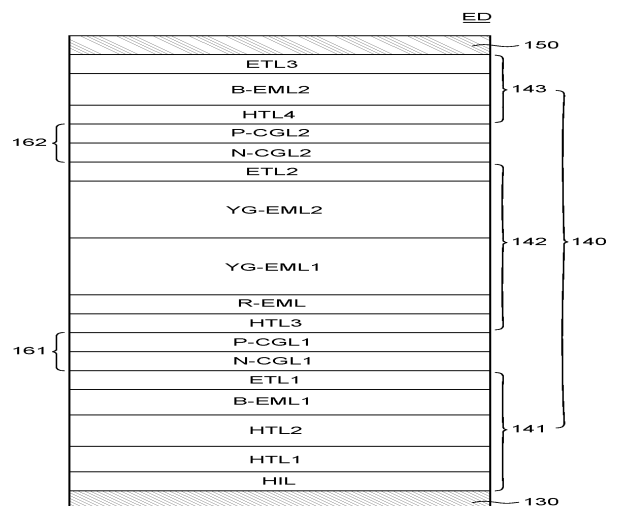 ED
150
ETL3
B-EML2
143
HTL4
P-CGL2
162
N-CGL2
ETL2
YG-EML2
142
140
YG-EML1
R-EML
HTL3
P-CGL1
161
N-CGL1
ETL1
B-EML1
HTL2
141
HTL1
HIL
130